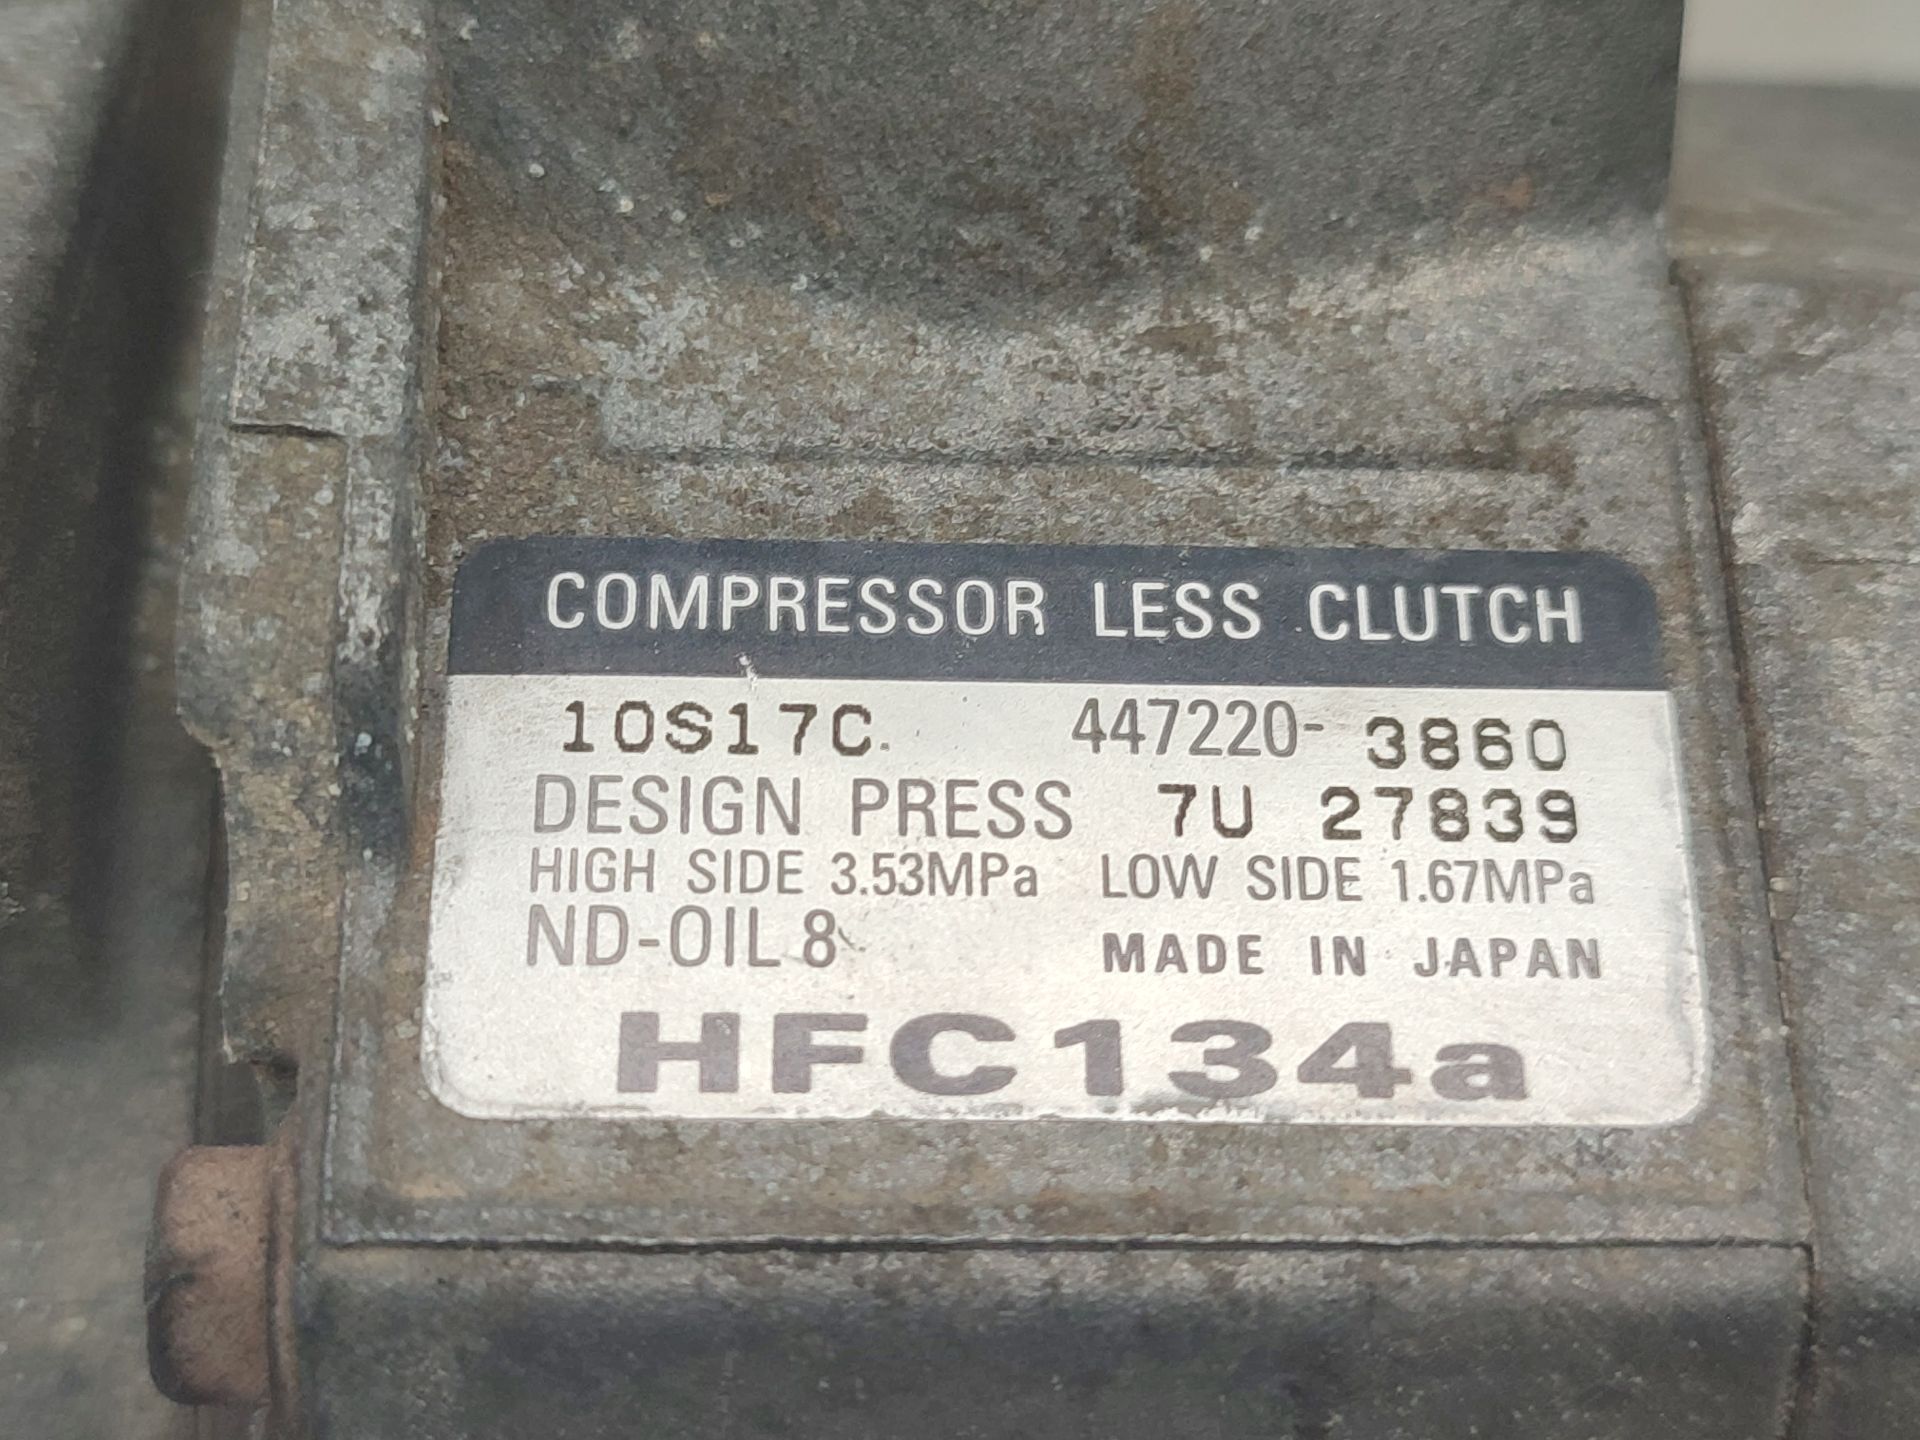 COMPRESSOR LESS CLUTCH
10S17C. 447220- 3860
DESIGN PRESS 7U 27839
HIGH SIDE 3.53MPa LOW SIDE 1.67MPa
ND-OIL 8 MADE IN JAPAN
HFC134a